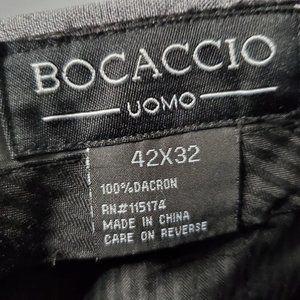 BOCACCIO
UOMO
42X32
100%DACRON
RN#115174
MADE IN CHINA
CARE ON REVERSE